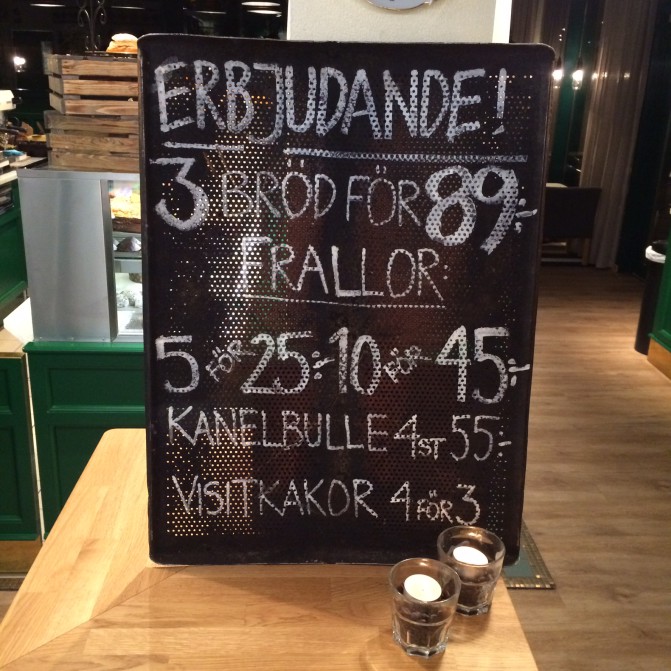 ERBJUDANDE!
3 BRÖD FÖR 89:-
FRALLOR:
5 FÖR 25:- 10 FÖR 45:-
KANELBULLE 4ST 55:-
VISITKAKOR 4 FÖR 3